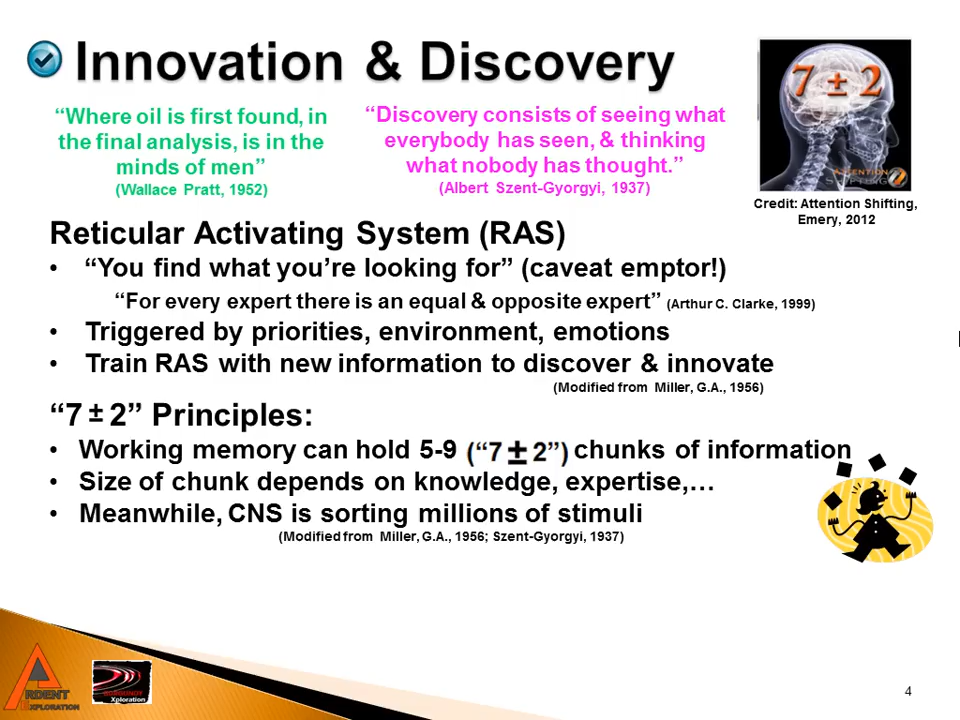 Innovation & Discovery
“Where oil is first found, in
the final analysis, is in the
minds of men”
(Wallace Pratt, 1952)
“Discovery consists of seeing what
everybody has seen, & thinking
what nobody has thought.”
(Albert Szent-Gyorgyi, 1937)
7 ± 2
ATTENTION
SHIFTING
Credit: Attention Shifting,
Emery, 2012
Reticular Activating System (RAS)
• “You find what you’re looking for” (caveat emptor!)
“For every expert there is an equal & opposite expert” (Arthur C. Clarke, 1999)
• Triggered by priorities, environment, emotions
• Train RAS with new information to discover & innovate
(Modified from Miller, G.A., 1956)
“7 ± 2” Principles:
• Working memory can hold 5-9 (“7 ± 2”) chunks of information
• Size of chunk depends on knowledge, expertise,…
• Meanwhile, CNS is sorting millions of stimuli
(Modified from Miller, G.A., 1956; Szent-Gyorgyi, 1937)
ARDENT
EXPLORATION
Xploration
4